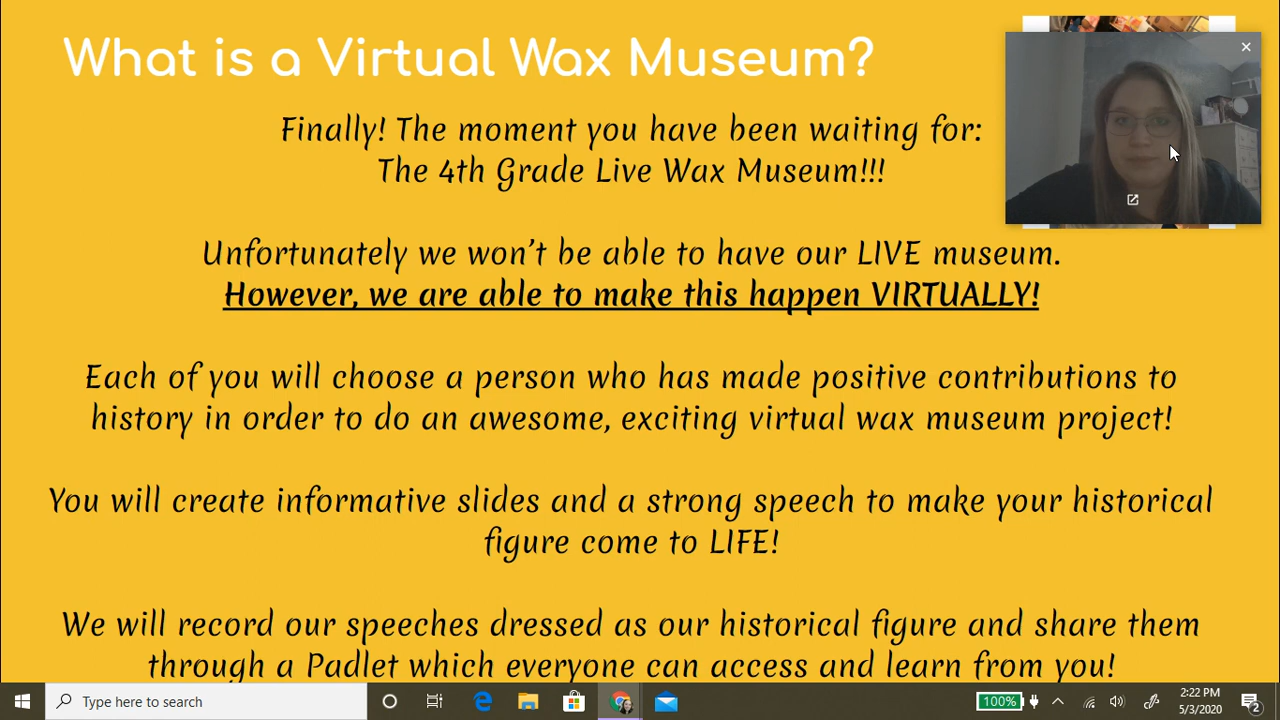 What is a Virtual Wax Museum?
Finally! The moment you have been waiting for:
The 4th Grade Live Wax Museum!!!
Unfortunately we won't be able to have our LIVE museum.
However, we are able to make this happen VIRTUALLY!
Each of you will choose a person who has made positive contributions to
history in order to do an awesome, exciting virtual wax museum project!
You will create informative slides and a strong speech to make your historical
figure come to LIFE!
We will record our speeches dressed as our historical figure and share them
through a Padlet which everyone can access and learn from you!
Type here to search
100%
2:22 PM
5/3/2020
2